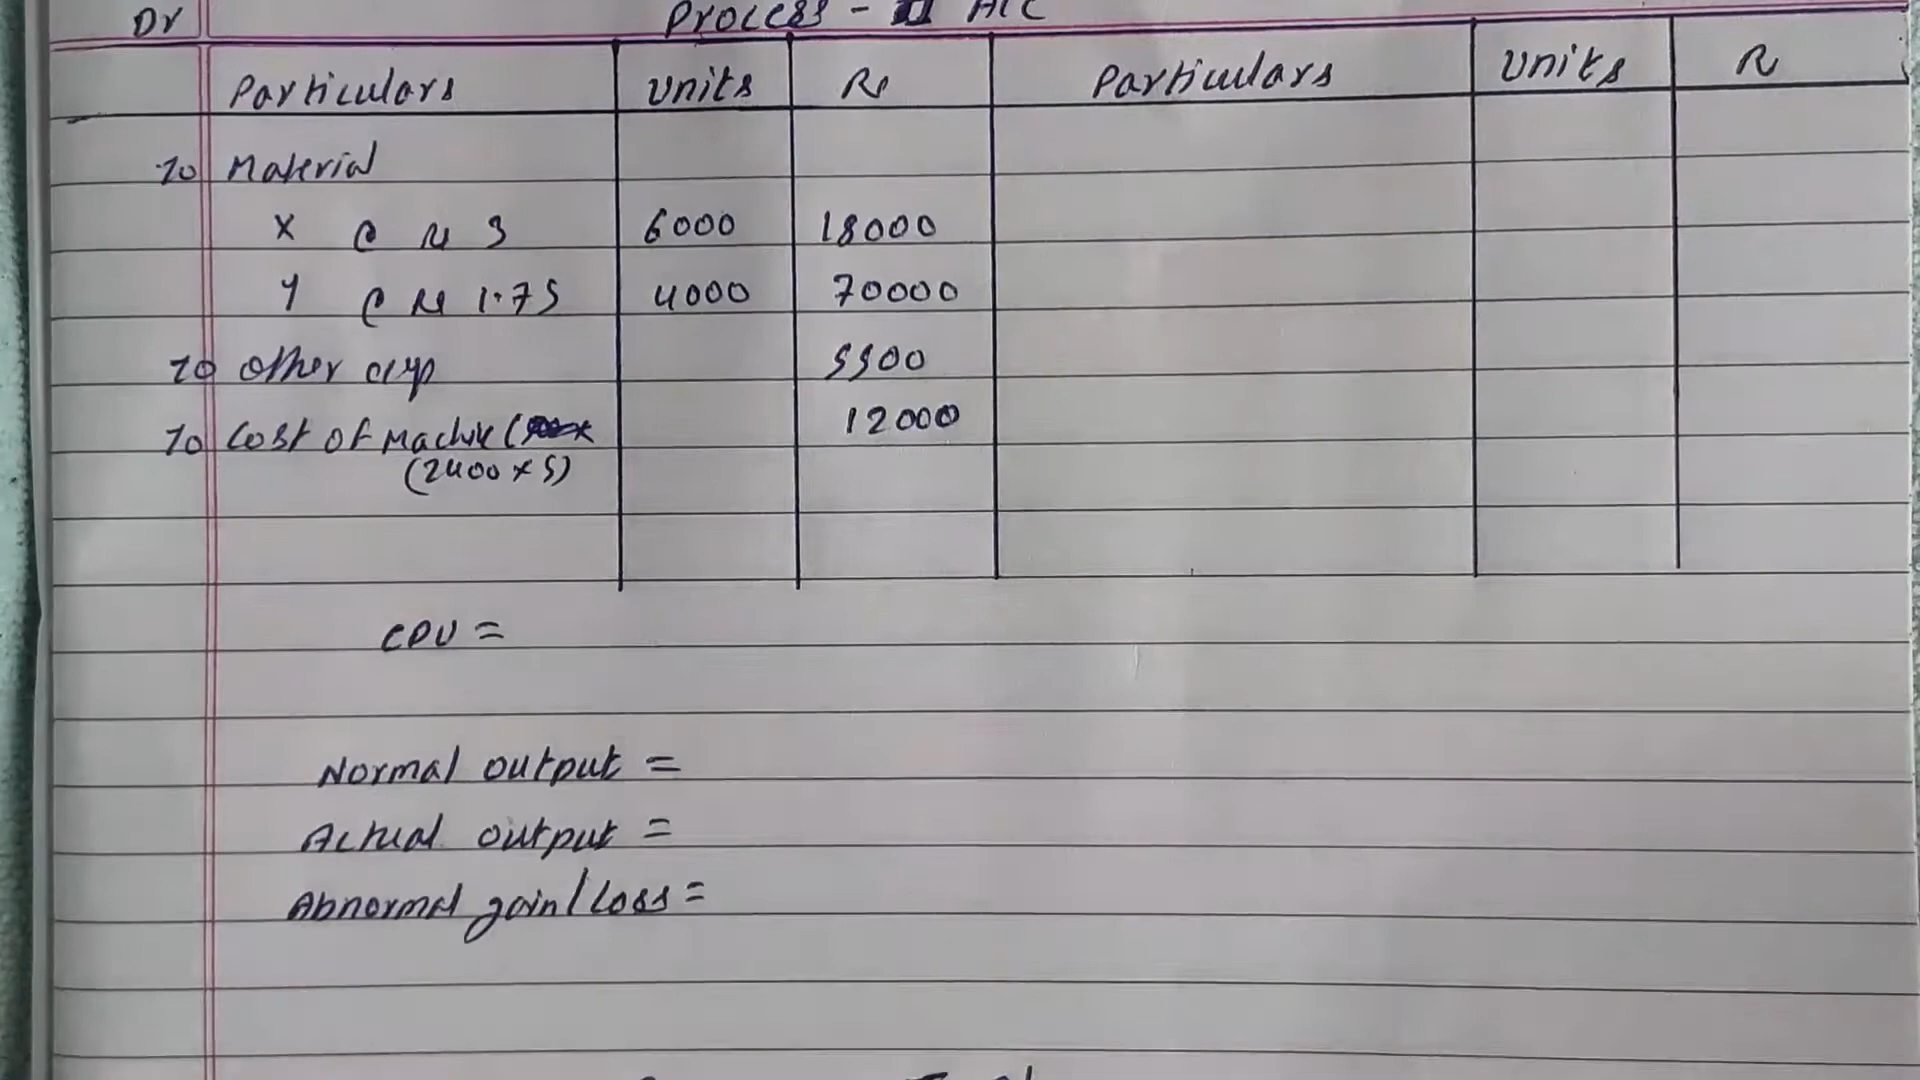 Dr Process - A/C
Particulars Units Rs Particulars Units R
To Material
X @ Rs 3 6000 18000
Y @ Rs 1.75 4000 70000
To other exp 5500
To Cost of Machine (
(2400 x 5) 12000
CPU =
Normal output =
Actual output =
Abnormal gain/Loss =